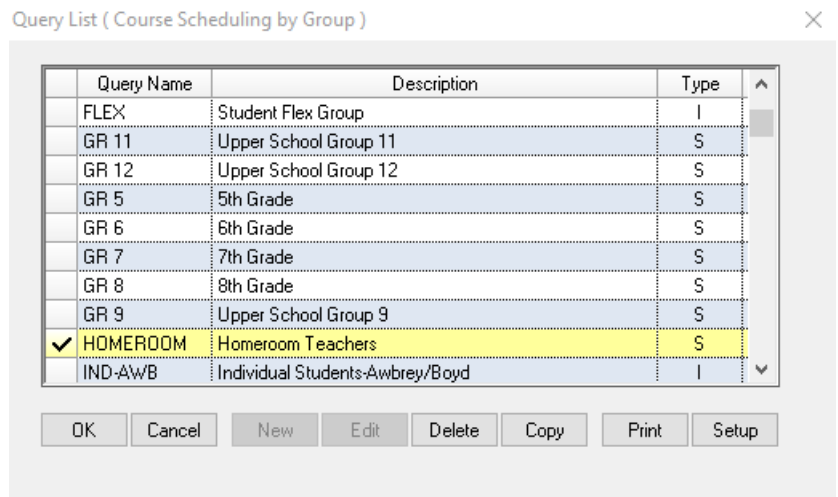 Query List ( Course Scheduling by Group )
Query Name Description Type
FLEX Student Flex Group I
GR 11 Upper School Group 11 S
GR 12 Upper School Group 12 S
GR 5 5th Grade S
GR 6 6th Grade S
GR 7 7th Grade S
GR 8 8th Grade S
GR 9 Upper School Group 9 S
HOMEROOM Homeroom Teachers S
IND-AWB Individual Students-Awbrey/Boyd I
OK Cancel New Edit Delete Copy Print Setup